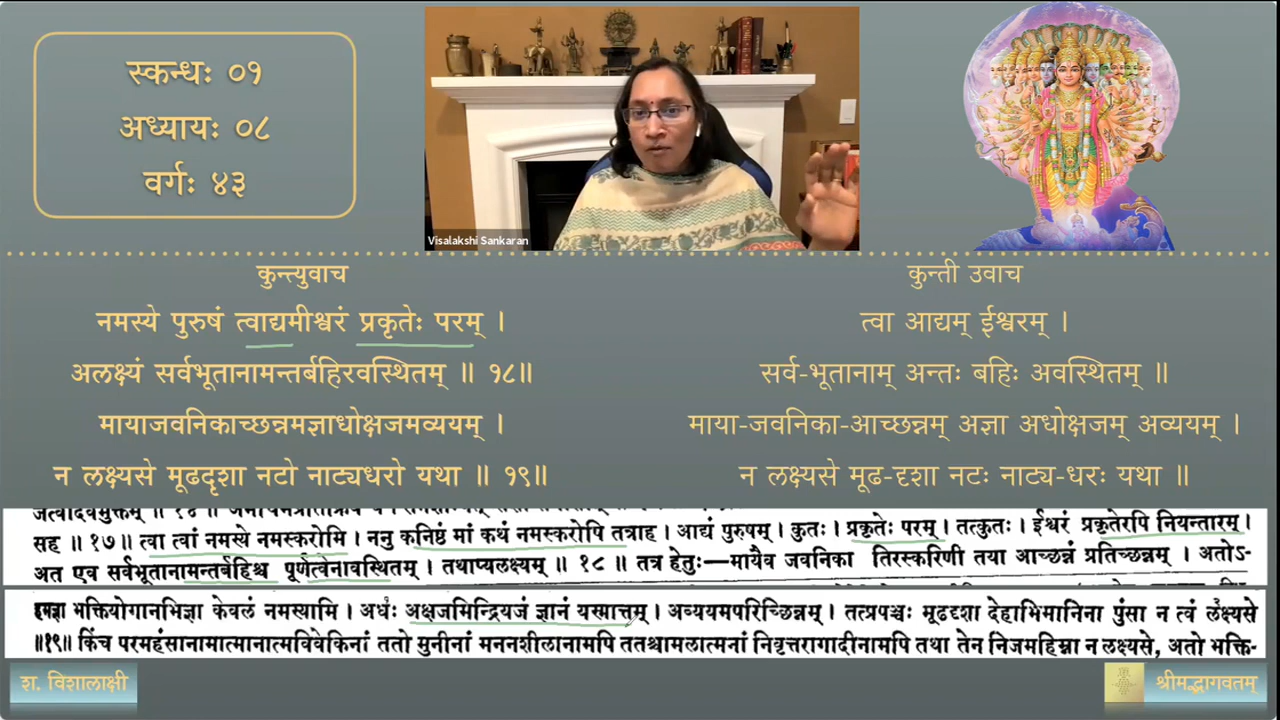 स्कन्धः ०१
अध्यायः ०८
वर्गः ४३
Visalakshi Sankaran
कुन्त्युवाच
नमस्ये पुरुषं त्वाद्यमीश्वरं प्रकृतेः परम् ।
अलक्ष्यं सर्वभूतानामन्तर्बहिरवस्थितम् ॥ १८॥
मायाजवनिकाच्छन्नमज्ञाधोक्षजमव्ययम् ।
न लक्ष्यसे मूढदृशा नटो नाट्यधरो यथा ॥ १९॥
कुन्ती उवाच
त्वा आद्यम् ईश्वरम् ।
सर्व-भूतानाम् अन्तः बहिः अवस्थितम् ॥
माया-जवनिका-आच्छन्नम् अज्ञा अधोक्षजम् अव्ययम् ।
न लक्ष्यसे मूढ-दृशा नटः नाट्य-धरः यथा ॥
सह ॥ १७॥ त्वा त्वां नमस्ये नमस्करोमि । ननु कनिष्ठं मां कथं नमस्करोषि तत्राह । आद्यं पुरुषम् । कुतः । प्रकृतेः परम् । तत्कुतः । ईश्वरं प्रकृतेरपि नियन्तारम् ।
अत एव सर्वभूतानामन्तर्बहिश्च पूर्णत्वेनावस्थितम् । तथाप्यलक्ष्यम् ॥ १८ ॥ तत्र हेतुः—मायैव जवनिका तिरस्करिणी तया आच्छन्नं प्रतिच्छन्नम् । अतोऽ-
हमज्ञा भक्तियोगानभिज्ञा केवलं नमस्यामि । अधः अक्षजमिन्द्रियजं ज्ञानं यस्मात्तम् । अव्ययमपरिच्छिन्नम् । तत्प्रपञ्चः मूढदृशा देहाभिमानिना पुंसा न त्वं लक्ष्यसे
॥१९॥ किंच परमहंसानामात्मानात्मविवेकिनां ततो मुनीनां मननशीलानामपि ततश्चामलात्मनां निवृत्तरागादीनामपि तथा तेन निजमहिम्ना न लक्ष्यसे, अतो भक्ति-
श. विशालाक्षी
श्रीमद्भागवतम्